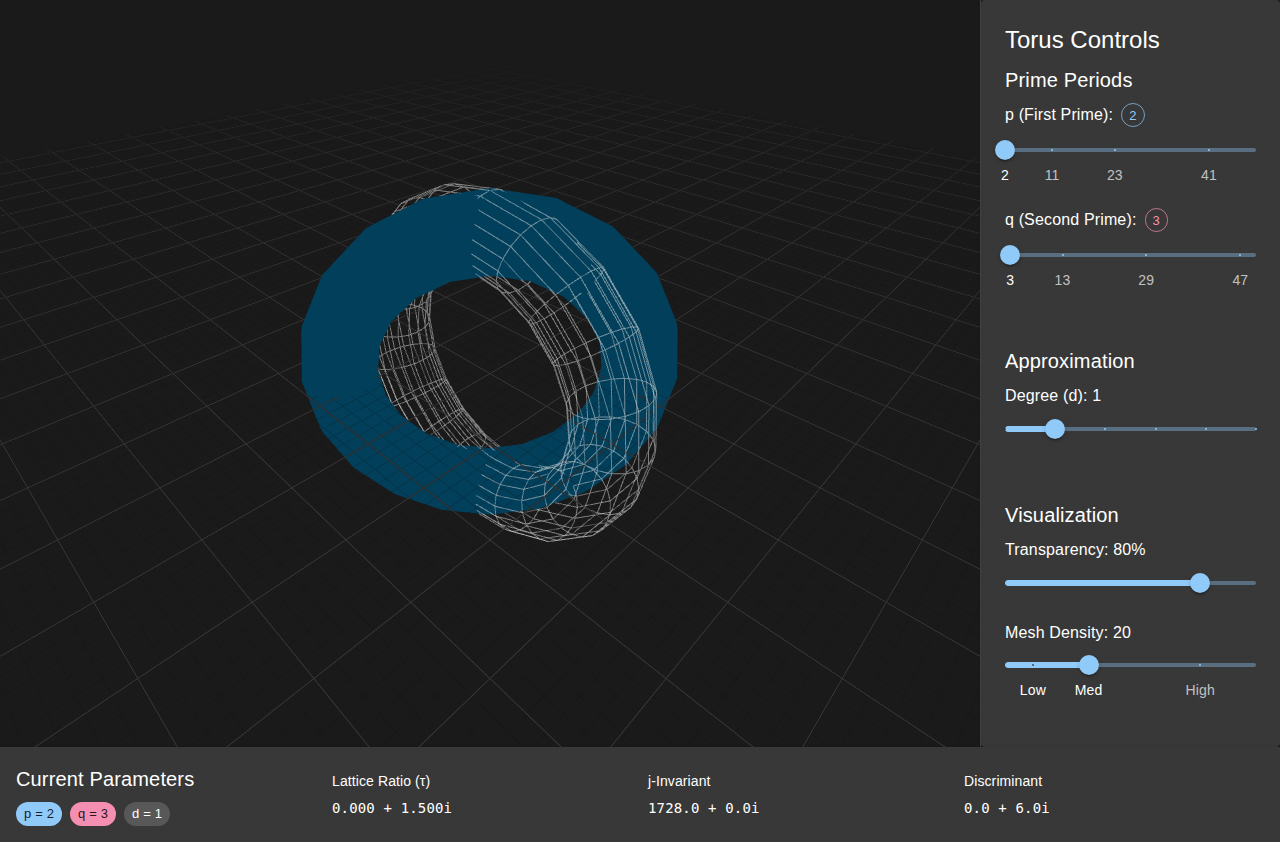 Torus Controls
Prime Periods
p (First Prime): 2
2 11 23 41
q (Second Prime): 3
3 13 29 47
Approximation
Degree (d): 1
Visualization
Transparency: 80%
Mesh Density: 20
Low Med High
Current Parameters
p = 2 q = 3 d = 1
Lattice Ratio (τ)
0.000 + 1.500i
j-Invariant
1728.0 + 0.0i
Discriminant
0.0 + 6.0i